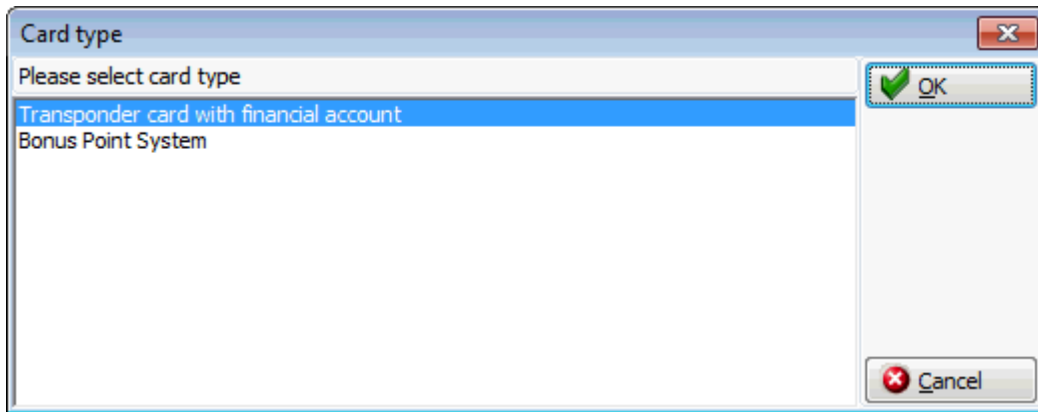 Card type
Please select card type
OK
Transponder card with financial account
Bonus Point System
Cancel